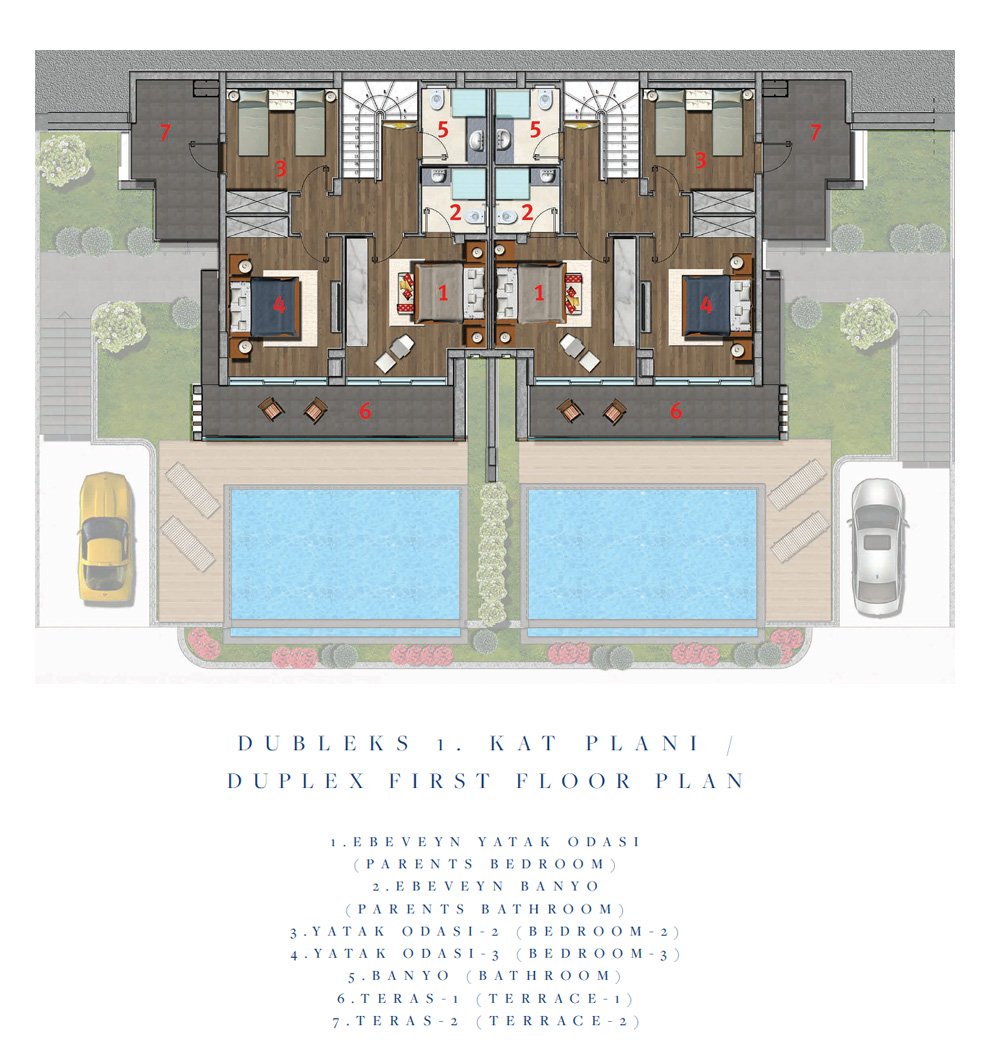 7 3 5 5 3 7
2 2
4 1 1 4
6 6
DUBLEKS 1. KAT PLANI /
DUPLEX FIRST FLOOR PLAN
1.EBEVEYN YATAK ODASI
(PARENTS BEDROOM)
2.EBEVEYN BANYO
(PARENTS BATHROOM)
3.YATAK ODASI-2 (BEDROOM-2)
4.YATAK ODASI-3 (BEDROOM-3)
5.BANYO (BATHROOM)
6.TERAS-1 (TERRACE-1)
7.TERAS-2 (TERRACE-2)